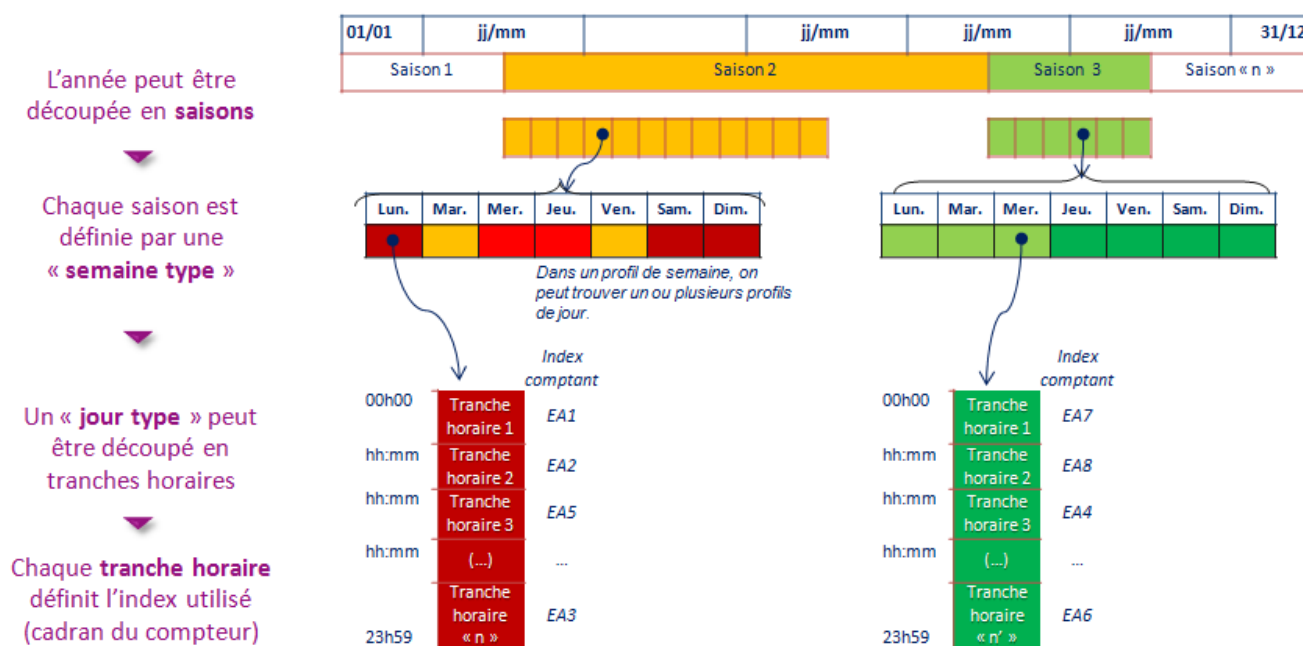 01/01 jj/mm jj/mm jj/mm jj/mm 31/12
Saison 1 Saison 2 Saison 3 Saison « n »
L'année peut être
découpée en saisons
Chaque saison est
définie par une
« semaine type »
Lun. Mar. Mer. Jeu. Ven. Sam. Dim.
Dans un profil de semaine, on
peut trouver un ou plusieurs profils
de jour.
Lun. Mar. Mer. Jeu. Ven. Sam. Dim.
Un « jour type » peut
être découpé en
tranches horaires
Chaque tranche horaire
définit l'index utilisé
(cadran du compteur)
Index
comptant
00h00
Tranche
horaire 1
EA1
hh:mm
Tranche
horaire 2
EA2
hh:mm
Tranche
horaire 3
EA5
hh:mm
(...)
...
Tranche
horaire
« n »
EA3
23h59
Index
comptant
00h00
Tranche
horaire 1
EA7
hh:mm
Tranche
horaire 2
EA8
hh:mm
Tranche
horaire 3
EA4
hh:mm
(...)
...
Tranche
horaire
« n' »
EA6
23h59